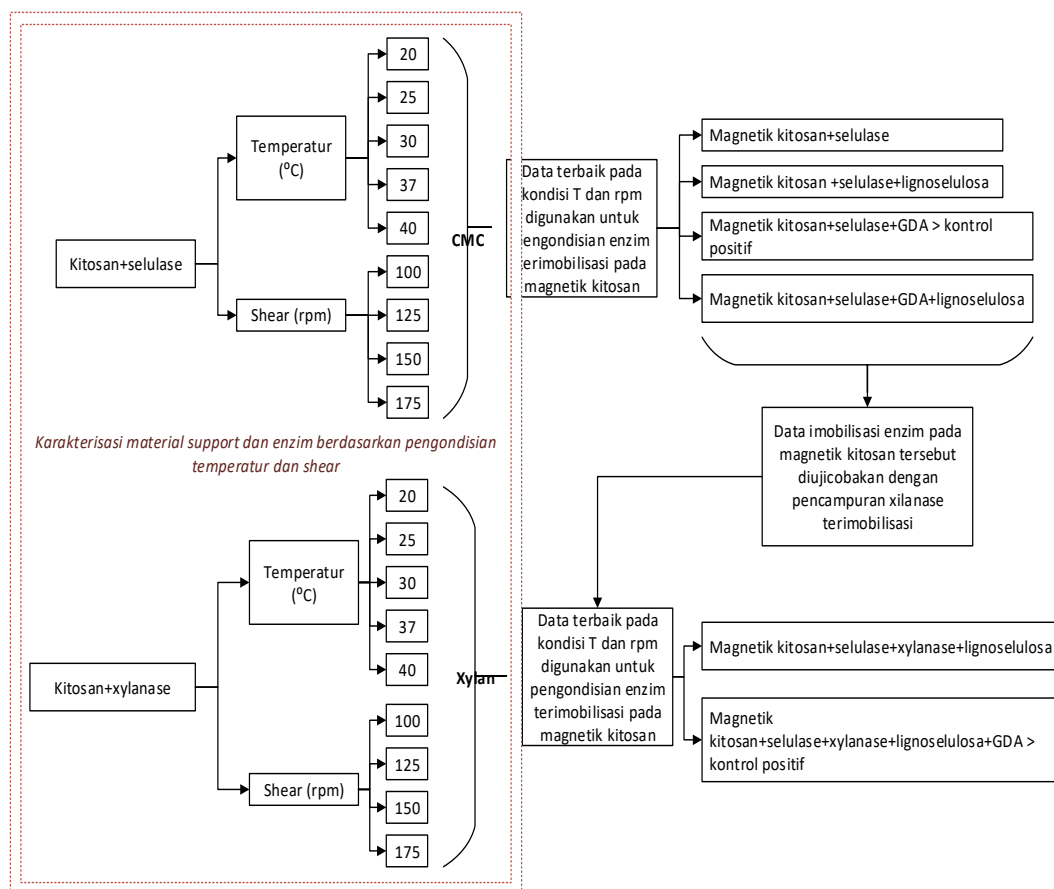 Kitosan+selulase
Temperatur
(⁰C)
20
25
30
37
40
Shear (rpm)
100
125
150
175
CMC
Data terbaik pada
kondisi T dan rpm
digunakan untuk
engondisian enzim
erimobilisasi pada
magnetik kitosan
Magnetik kitosan+selulase
Magnetik kitosan +selulase+lignoselulosa
Magnetik kitosan+selulase+GDA > kontrol
positif
Magnetik kitosan+selulase+GDA+lignoselulosa
Data imobilisasi enzim pada
magnetik kitosan tersebut
diujicobakan dengan
pencampuran xilanase
terimobilisasi
Karakterisasi material support dan enzim berdasarkan pengondisian
temperatur dan shear
Kitosan+xylanase
Temperatur
(⁰C)
20
25
30
37
40
Shear (rpm)
100
125
150
175
Xylan
Data terbaik pada
kondisi T dan rpm
digunakan untuk
pengondisian enzim
terimobilisasi pada
magnetik kitosan
Magnetik kitosan+selulase+xylanase+lignoselulosa
Magnetik
kitosan+selulase+xylanase+lignoselulosa+GDA >
kontrol positif